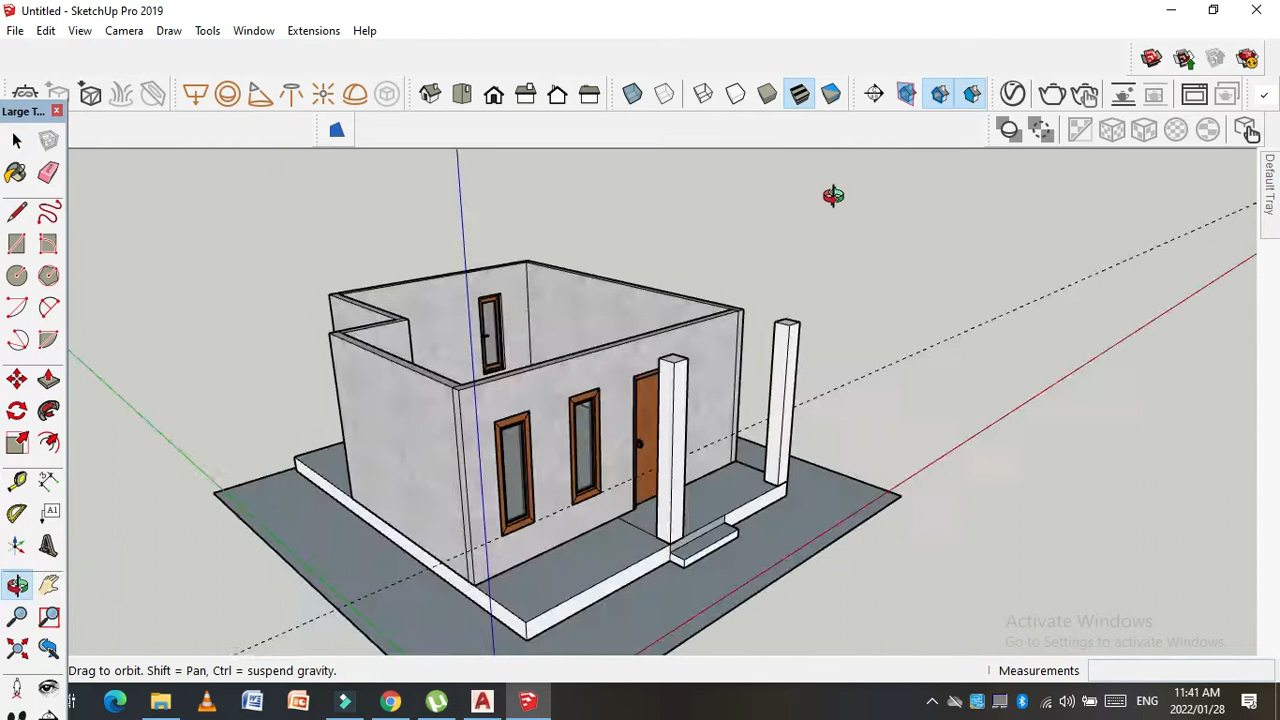 Untitled - SketchUp Pro 2019
File Edit View Camera Draw Tools Window Extensions Help
Large T...
Default Tray
A1
Activate Windows
Go to Settings to activate Windows.
Drag to orbit. Shift = Pan, Ctrl = suspend gravity.
Measurements
ENG
11:41 AM
2022/01/28